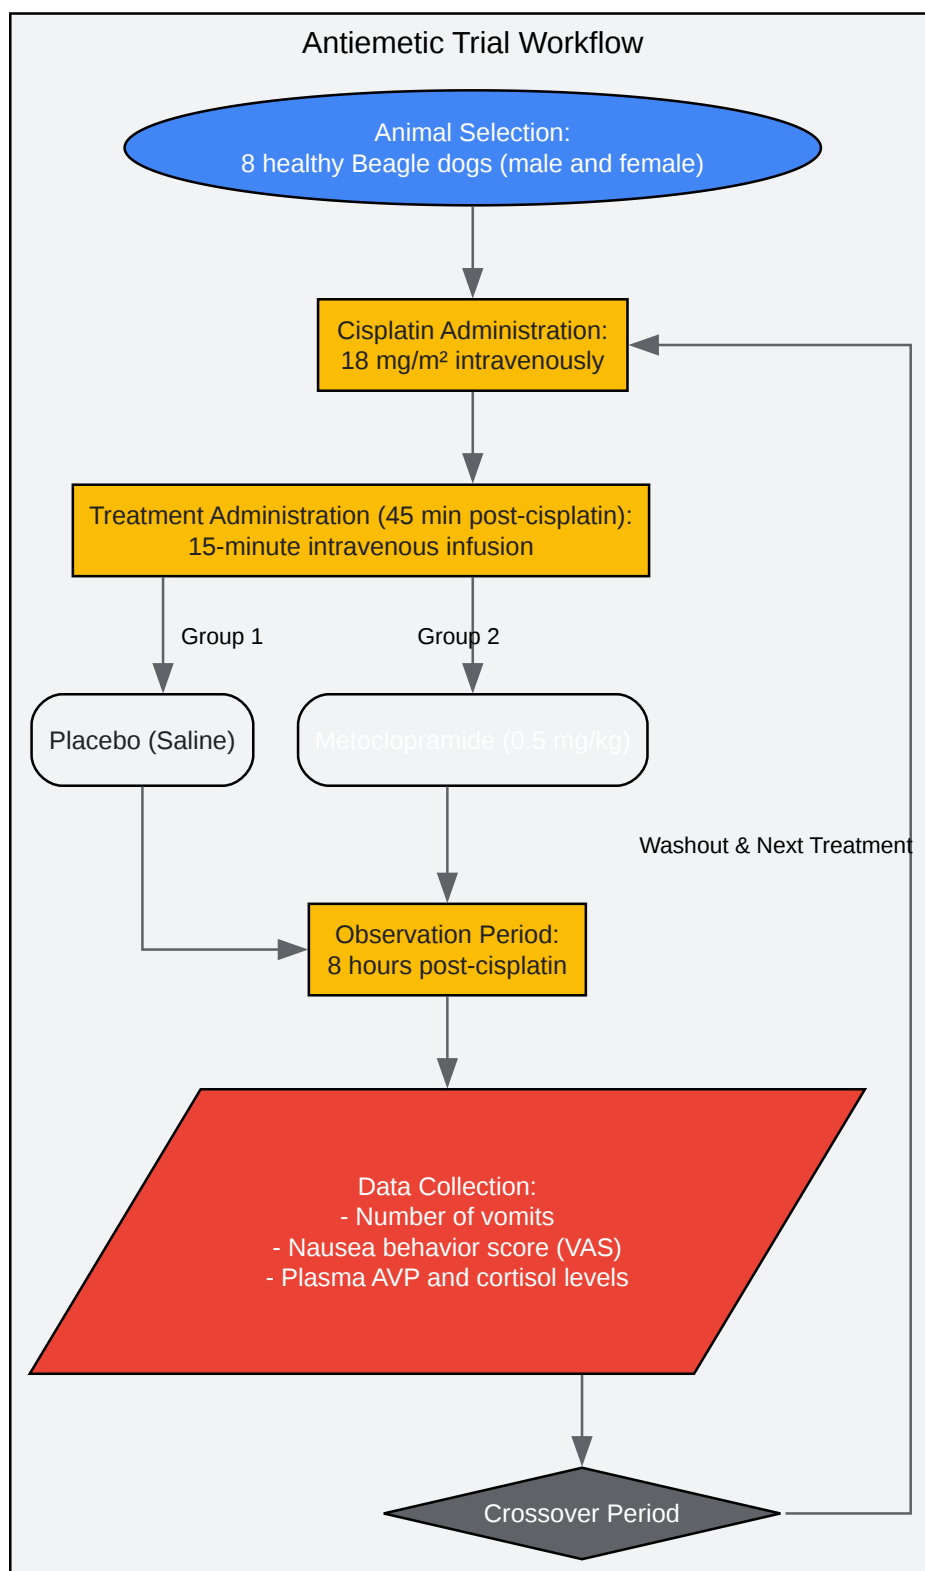 Antiemetic Trial Workflow
Animal Selection:
8 healthy Beagle dogs (male and female)
Cisplatin Administration:
18 mg/m² intravenously
Treatment Administration (45 min post-cisplatin):
15-minute intravenous infusion
Group 1
Group 2
Placebo (Saline)
Metoclopramide (0.5 mg/kg)
Washout & Next Treatment
Observation Period:
8 hours post-cisplatin
Data Collection:
- Number of vomits
- Nausea behavior score (VAS)
- Plasma AVP and cortisol levels
Crossover Period